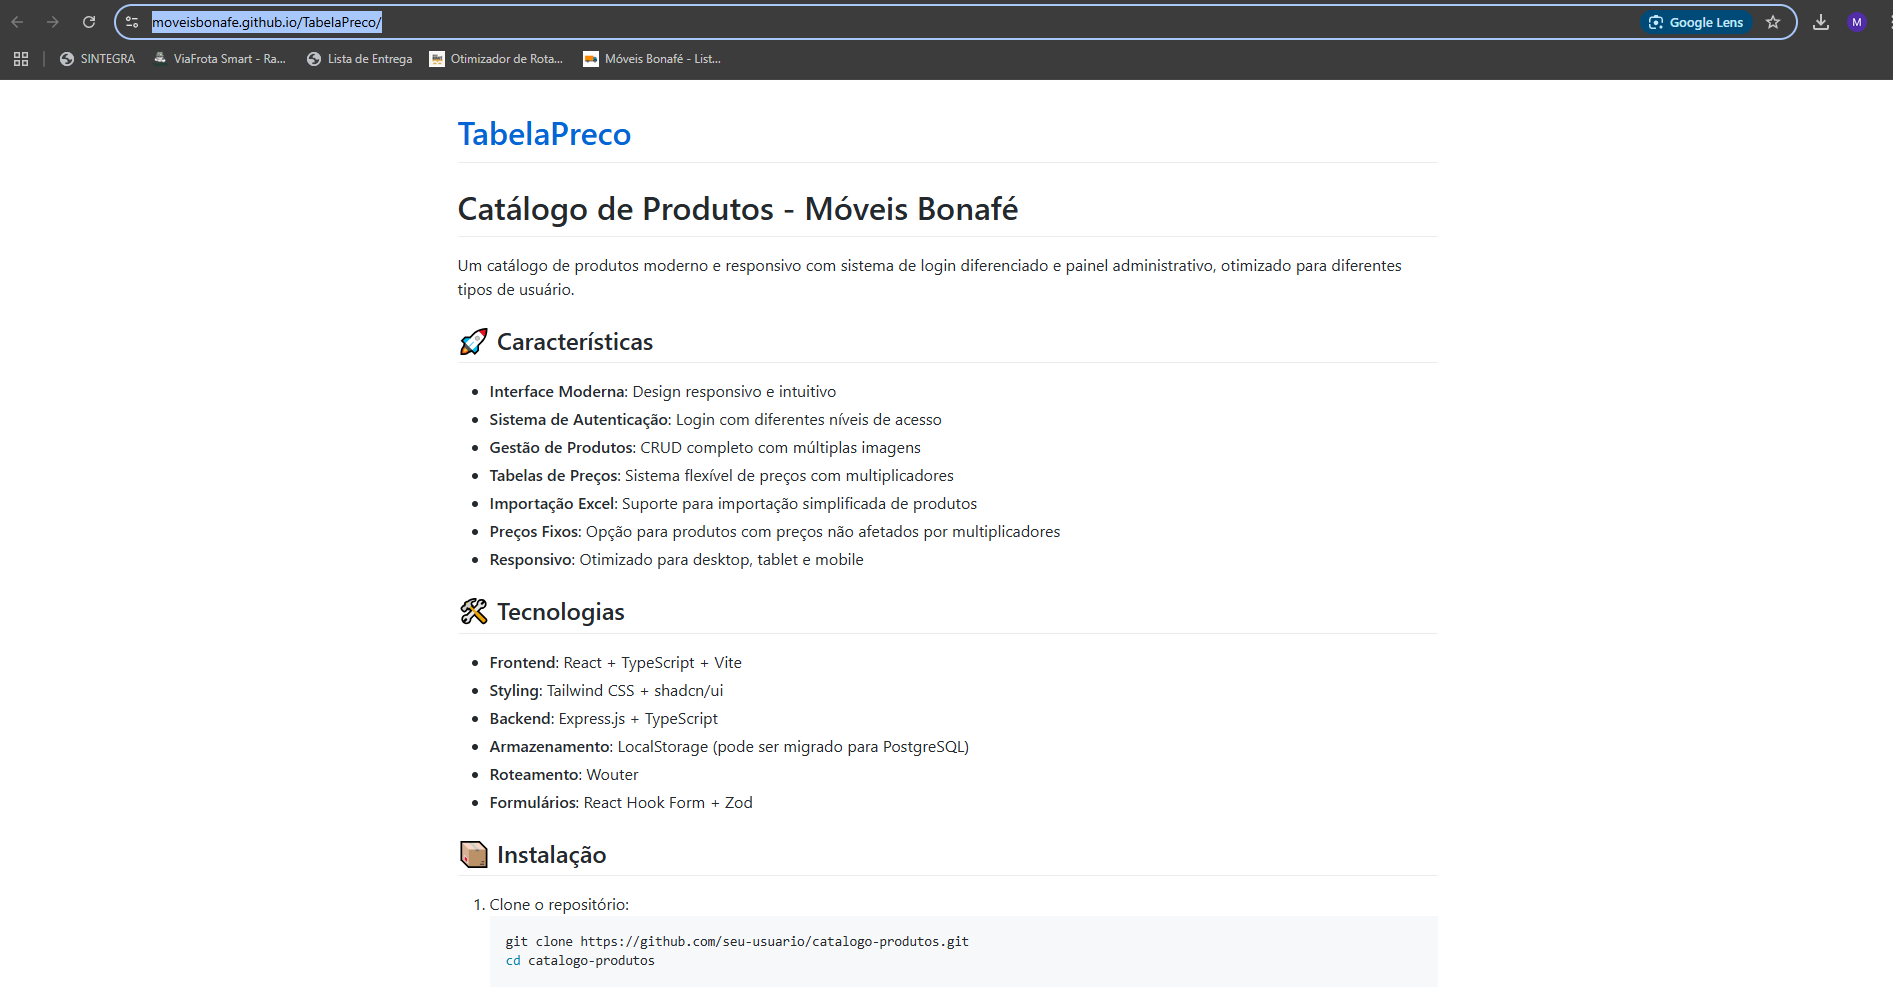 moveisbonafe.github.io/TabelaPreco/
Google Lens
M
SINTEGRA
ViaFrota Smart - Ra...
Lista de Entrega
Otimizador de Rota...
Móveis Bonafé - List...
TabelaPreco
Catálogo de Produtos - Móveis Bonafé
Um catálogo de produtos moderno e responsivo com sistema de login diferenciado e painel administrativo, otimizado para diferentes
tipos de usuário.
🚀 Características
• Interface Moderna: Design responsivo e intuitivo
• Sistema de Autenticação: Login com diferentes níveis de acesso
• Gestão de Produtos: CRUD completo com múltiplas imagens
• Tabelas de Preços: Sistema flexível de preços com multiplicadores
• Importação Excel: Suporte para importação simplificada de produtos
• Preços Fixos: Opção para produtos com preços não afetados por multiplicadores
• Responsivo: Otimizado para desktop, tablet e mobile
🛠 Tecnologias
• Frontend: React + TypeScript + Vite
• Styling: Tailwind CSS + shadcn/ui
• Backend: Express.js + TypeScript
• Armazenamento: LocalStorage (pode ser migrado para PostgreSQL)
• Roteamento: Wouter
• Formulários: React Hook Form + Zod
📦 Instalação
1. Clone o repositório:
git clone https://github.com/seu-usuario/catalogo-produtos.git
cd catalogo-produtos